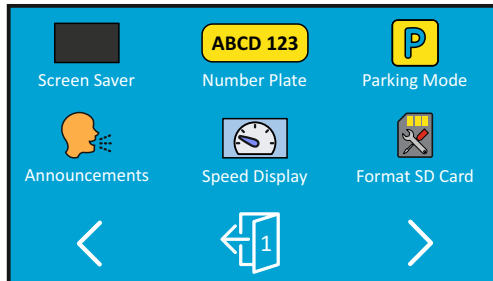 ABCD 123
P
Screen Saver
Number Plate
Parking Mode
Announcements
Speed Display
Format SD Card
1